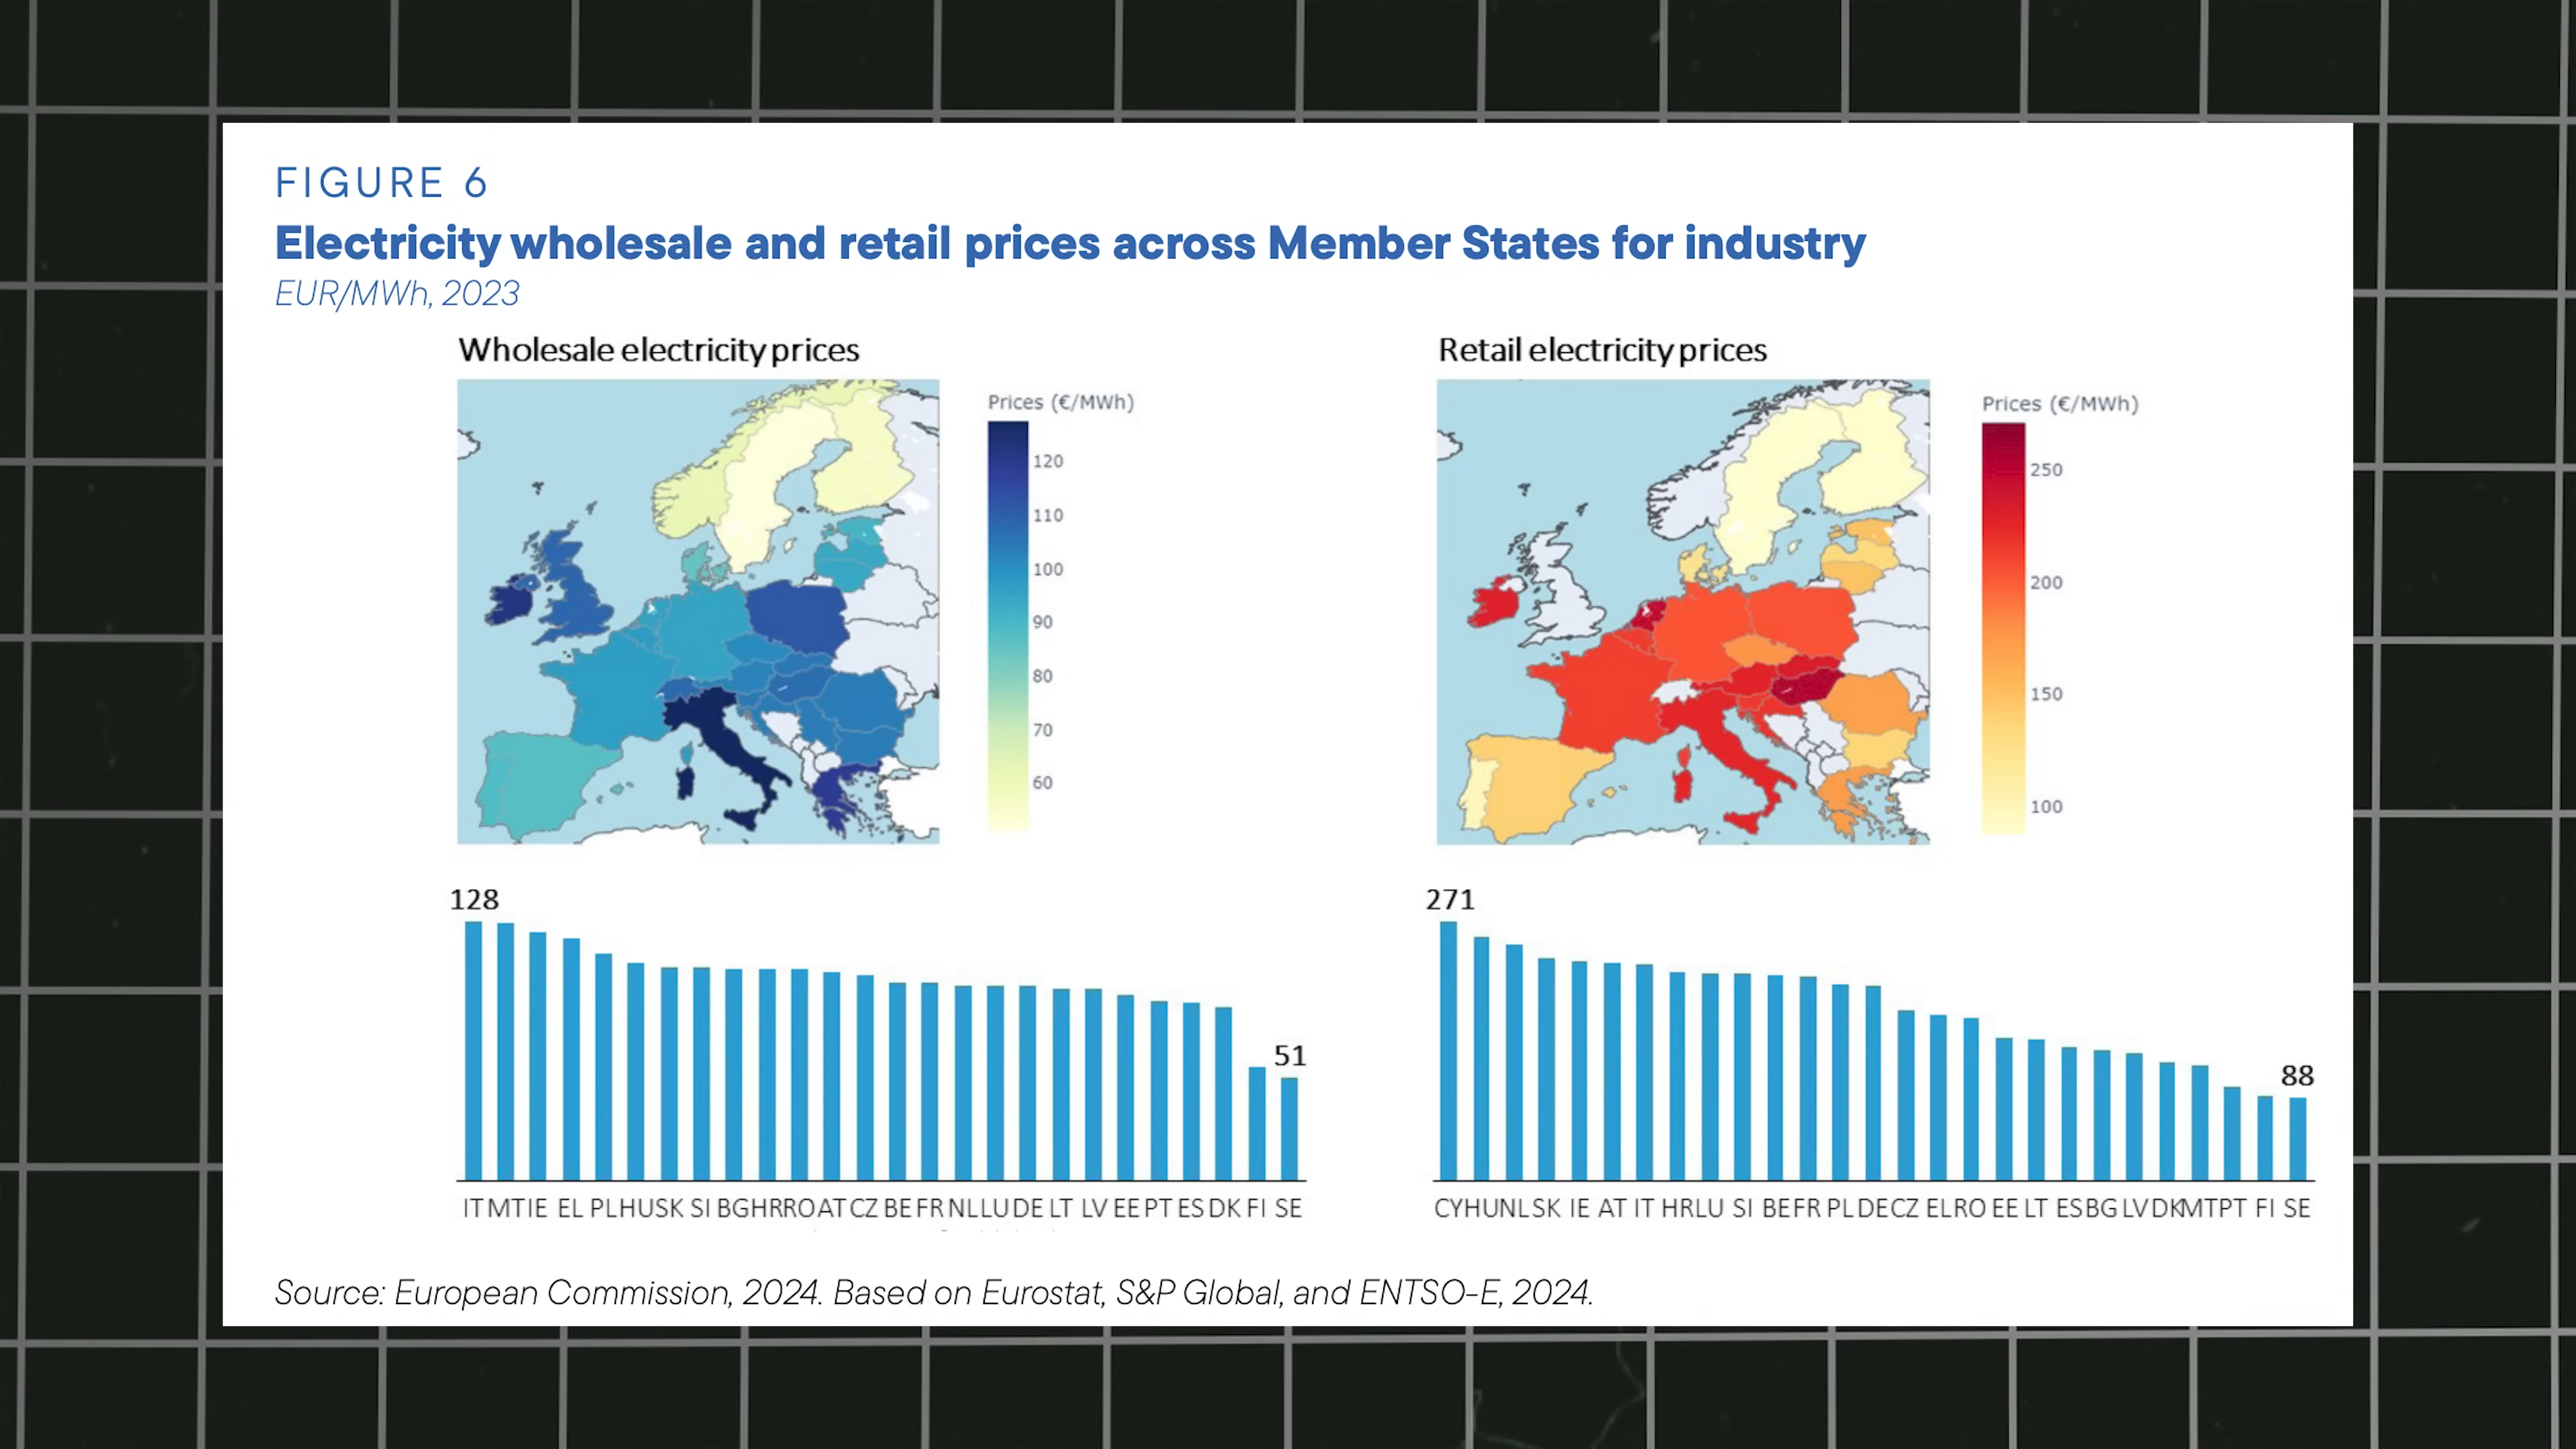 FIGURE 6
Electricity wholesale and retail prices across Member States for industry
EUR/MWh, 2023
Wholesale electricity prices
Prices (€/MWh)
120
110
100
90
80
70
60
128
51
IT MT IE EL PL HU SK SI BG HR RO AT CZ BE FR NL LU DE LT LV EE PT ES DK FI SE
Retail electricity prices
Prices (€/MWh)
250
200
150
100
271
88
CY HU NL SK IE AT IT HR LU SI BE FR PL DE CZ EL RO EE LT ES BG LV DK MT PT FI SE
Source: European Commission, 2024. Based on Eurostat, S&P Global, and ENTSO-E, 2024.